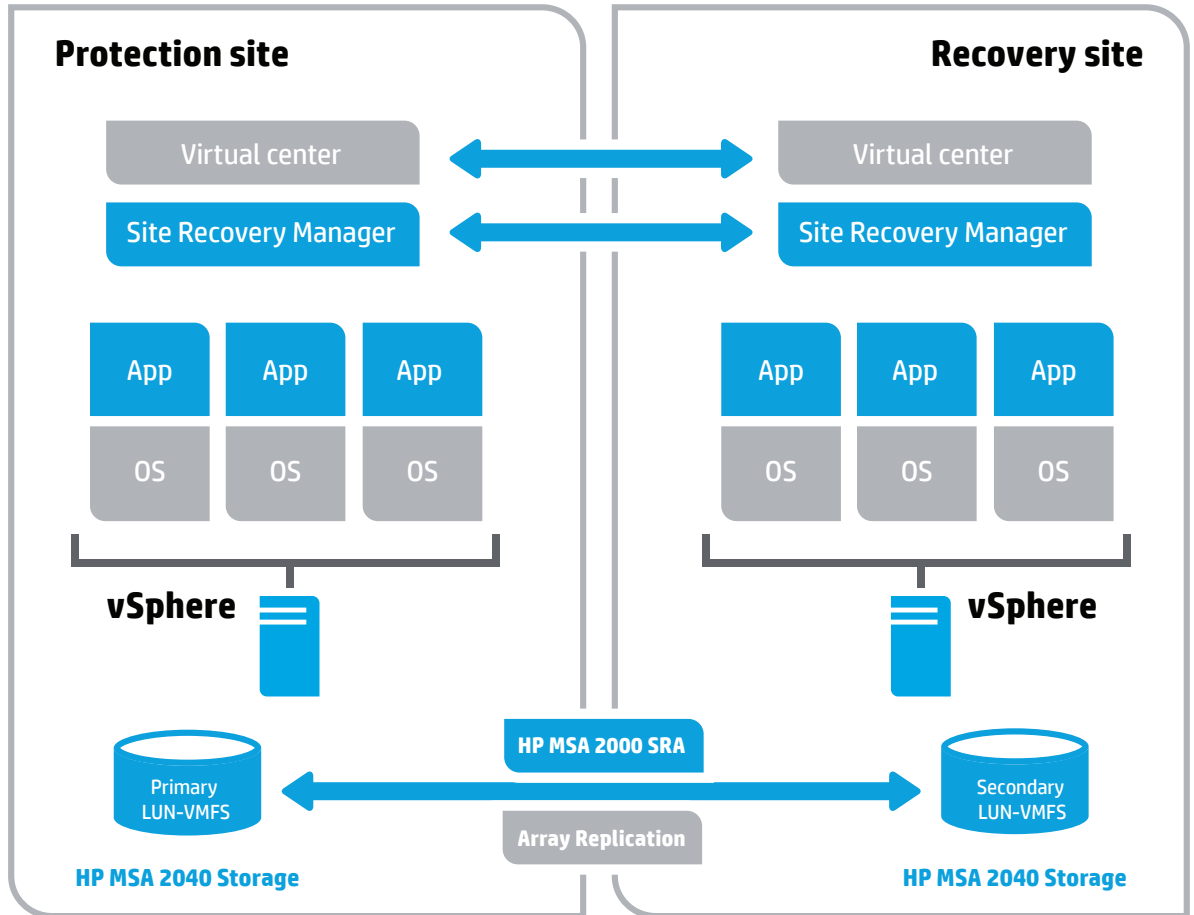 Protection site
Recovery site
Virtual center
Virtual center
Site Recovery Manager
Site Recovery Manager
App
App
App
App
App
App
OS
OS
OS
OS
OS
OS
vSphere
vSphere
HP MSA 2000 SRA
Primary
LUN-VMFS
Secondary
LUN-VMFS
Array Replication
HP MSA 2040 Storage
HP MSA 2040 Storage